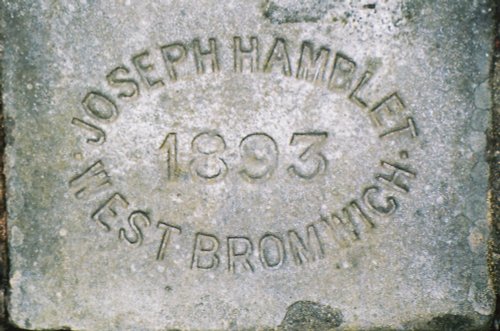 JOSEPH HAMBLET
1893
· WEST BROMWICH ·